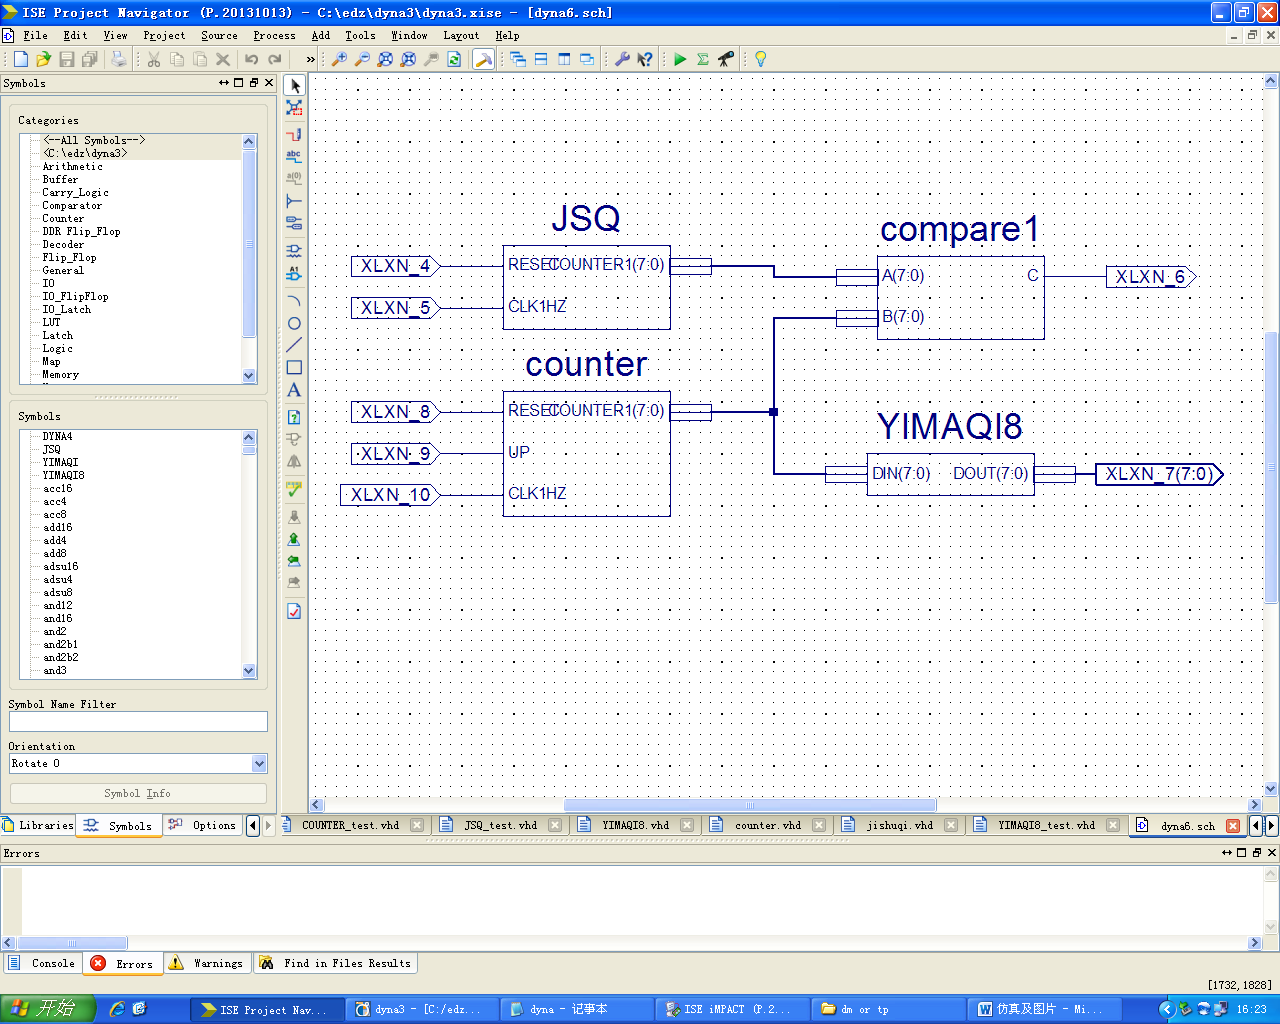 ISE Project Navigator (P.20131013) - C:\edz\dyna3\dyna3.xise - [dyna6.sch]
File Edit View Project Source Process Add Tools Window Layout Help
Symbols
Categories
<--All Symbols-->
<C:\edz\dyna3>
Arithmetic
Buffer
Carry_Logic
Comparator
Counter
DDR Flip_Flop
Decoder
Flip_Flop
General
IO
IO_FlipFlop
IO_Latch
LUT
Latch
Logic
Map
Memory
Symbols
DYNA4
JSQ
YIMAQI
YIMAQI8
acc16
acc4
acc8
add16
add4
add8
adsu16
adsu4
adsu8
and12
and16
and2
and2b1
and2b2
and3
Symbol Name Filter
Orientation
Rotate 0
Symbol Info
Libraries Symbols Options
JSQ
XLXN_4
RESET
COUNTER1(7:0)
XLXN_5
CLK1HZ
compare1
A(7:0)
C
XLXN_6
B(7:0)
counter
XLXN_8
RESET
COUNTER1(7:0)
XLXN_9
UP
XLXN_10
CLK1HZ
YIMAQI8
DIN(7:0)
DOUT(7:0)
XLXN_7(7:0)
COUNTER_test.vhd JSQ_test.vhd YIMAQI8.vhd counter.vhd jishuqi.vhd YIMAQI8_test.vhd dyna6.sch
Errors
Console Errors Warnings Find in Files Results
[1732,1828]
开始 ISE Project Nav... dyna3 - [C:/edz... dyna - 记事本 ISE iMPACT (P.2... dm or tp 仿真及图片 - Mi... 16:23